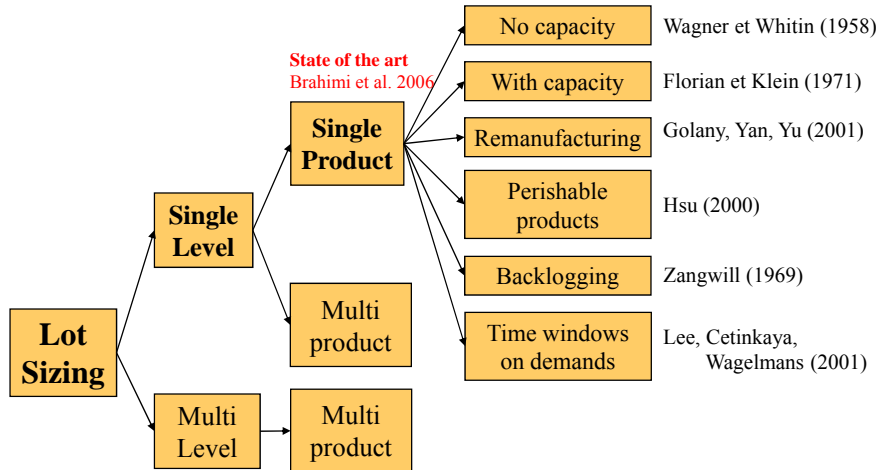 No capacity
Wagner et Whitin (1958)
State of the art
Brahimi et al. 2006
With capacity
Florian et Klein (1971)
Single
Product
Remanufacturing
Golany, Yan, Yu (2001)
Perishable
products
Hsu (2000)
Single
Level
Backlogging
Zangwill (1969)
Multi
product
Time windows
on demands
Lee, Cetinkaya,
Wagelmans (2001)
Lot
Sizing
Multi
Level
Multi
product